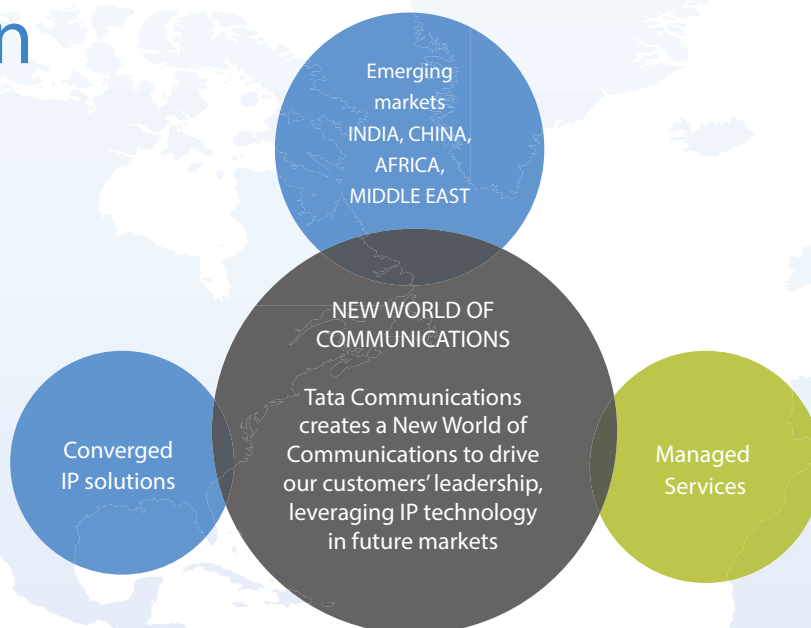 n
Emerging
markets
INDIA, CHINA,
AFRICA,
MIDDLE EAST
NEW WORLD OF
COMMUNICATIONS
Tata Communications
creates a New World of
Communications to drive
our customers’ leadership,
leveraging IP technology
in future markets
Converged
IP solutions
Managed
Services